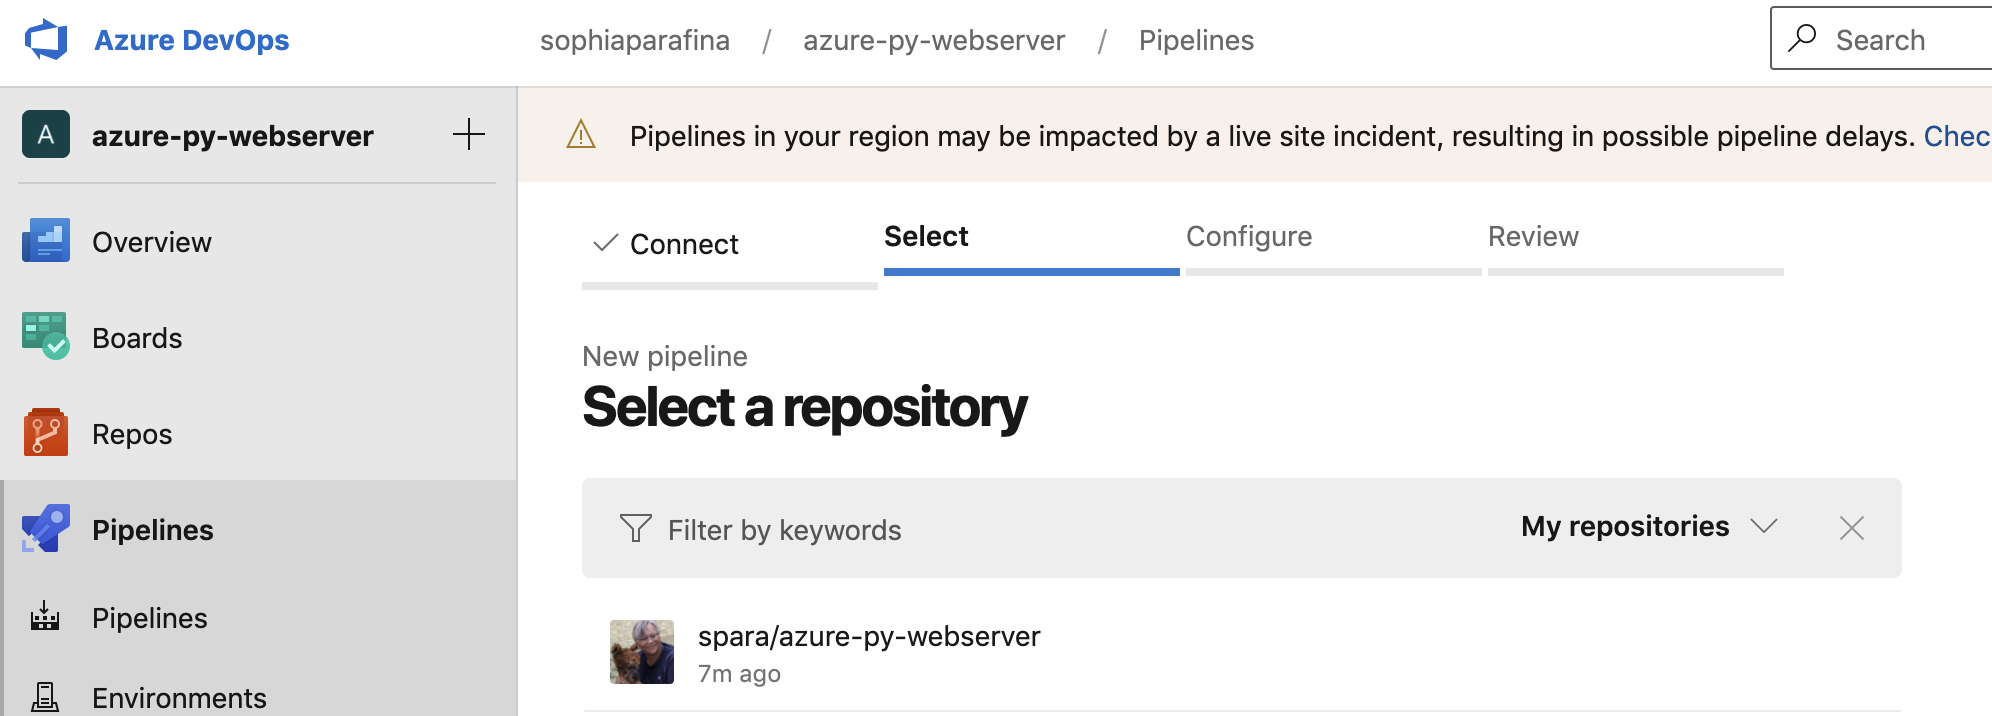 Azure DevOps
sophiaparafina / azure-py-webserver / Pipelines
Search
A
azure-py-webserver
Overview
Boards
Repos
Pipelines
Pipelines
Environments
Pipelines in your region may be impacted by a live site incident, resulting in possible pipeline delays. Chec
Connect
Select
Configure
Review
New pipeline
Select a repository
Filter by keywords
My repositories
spara/azure-py-webserver
7m ago